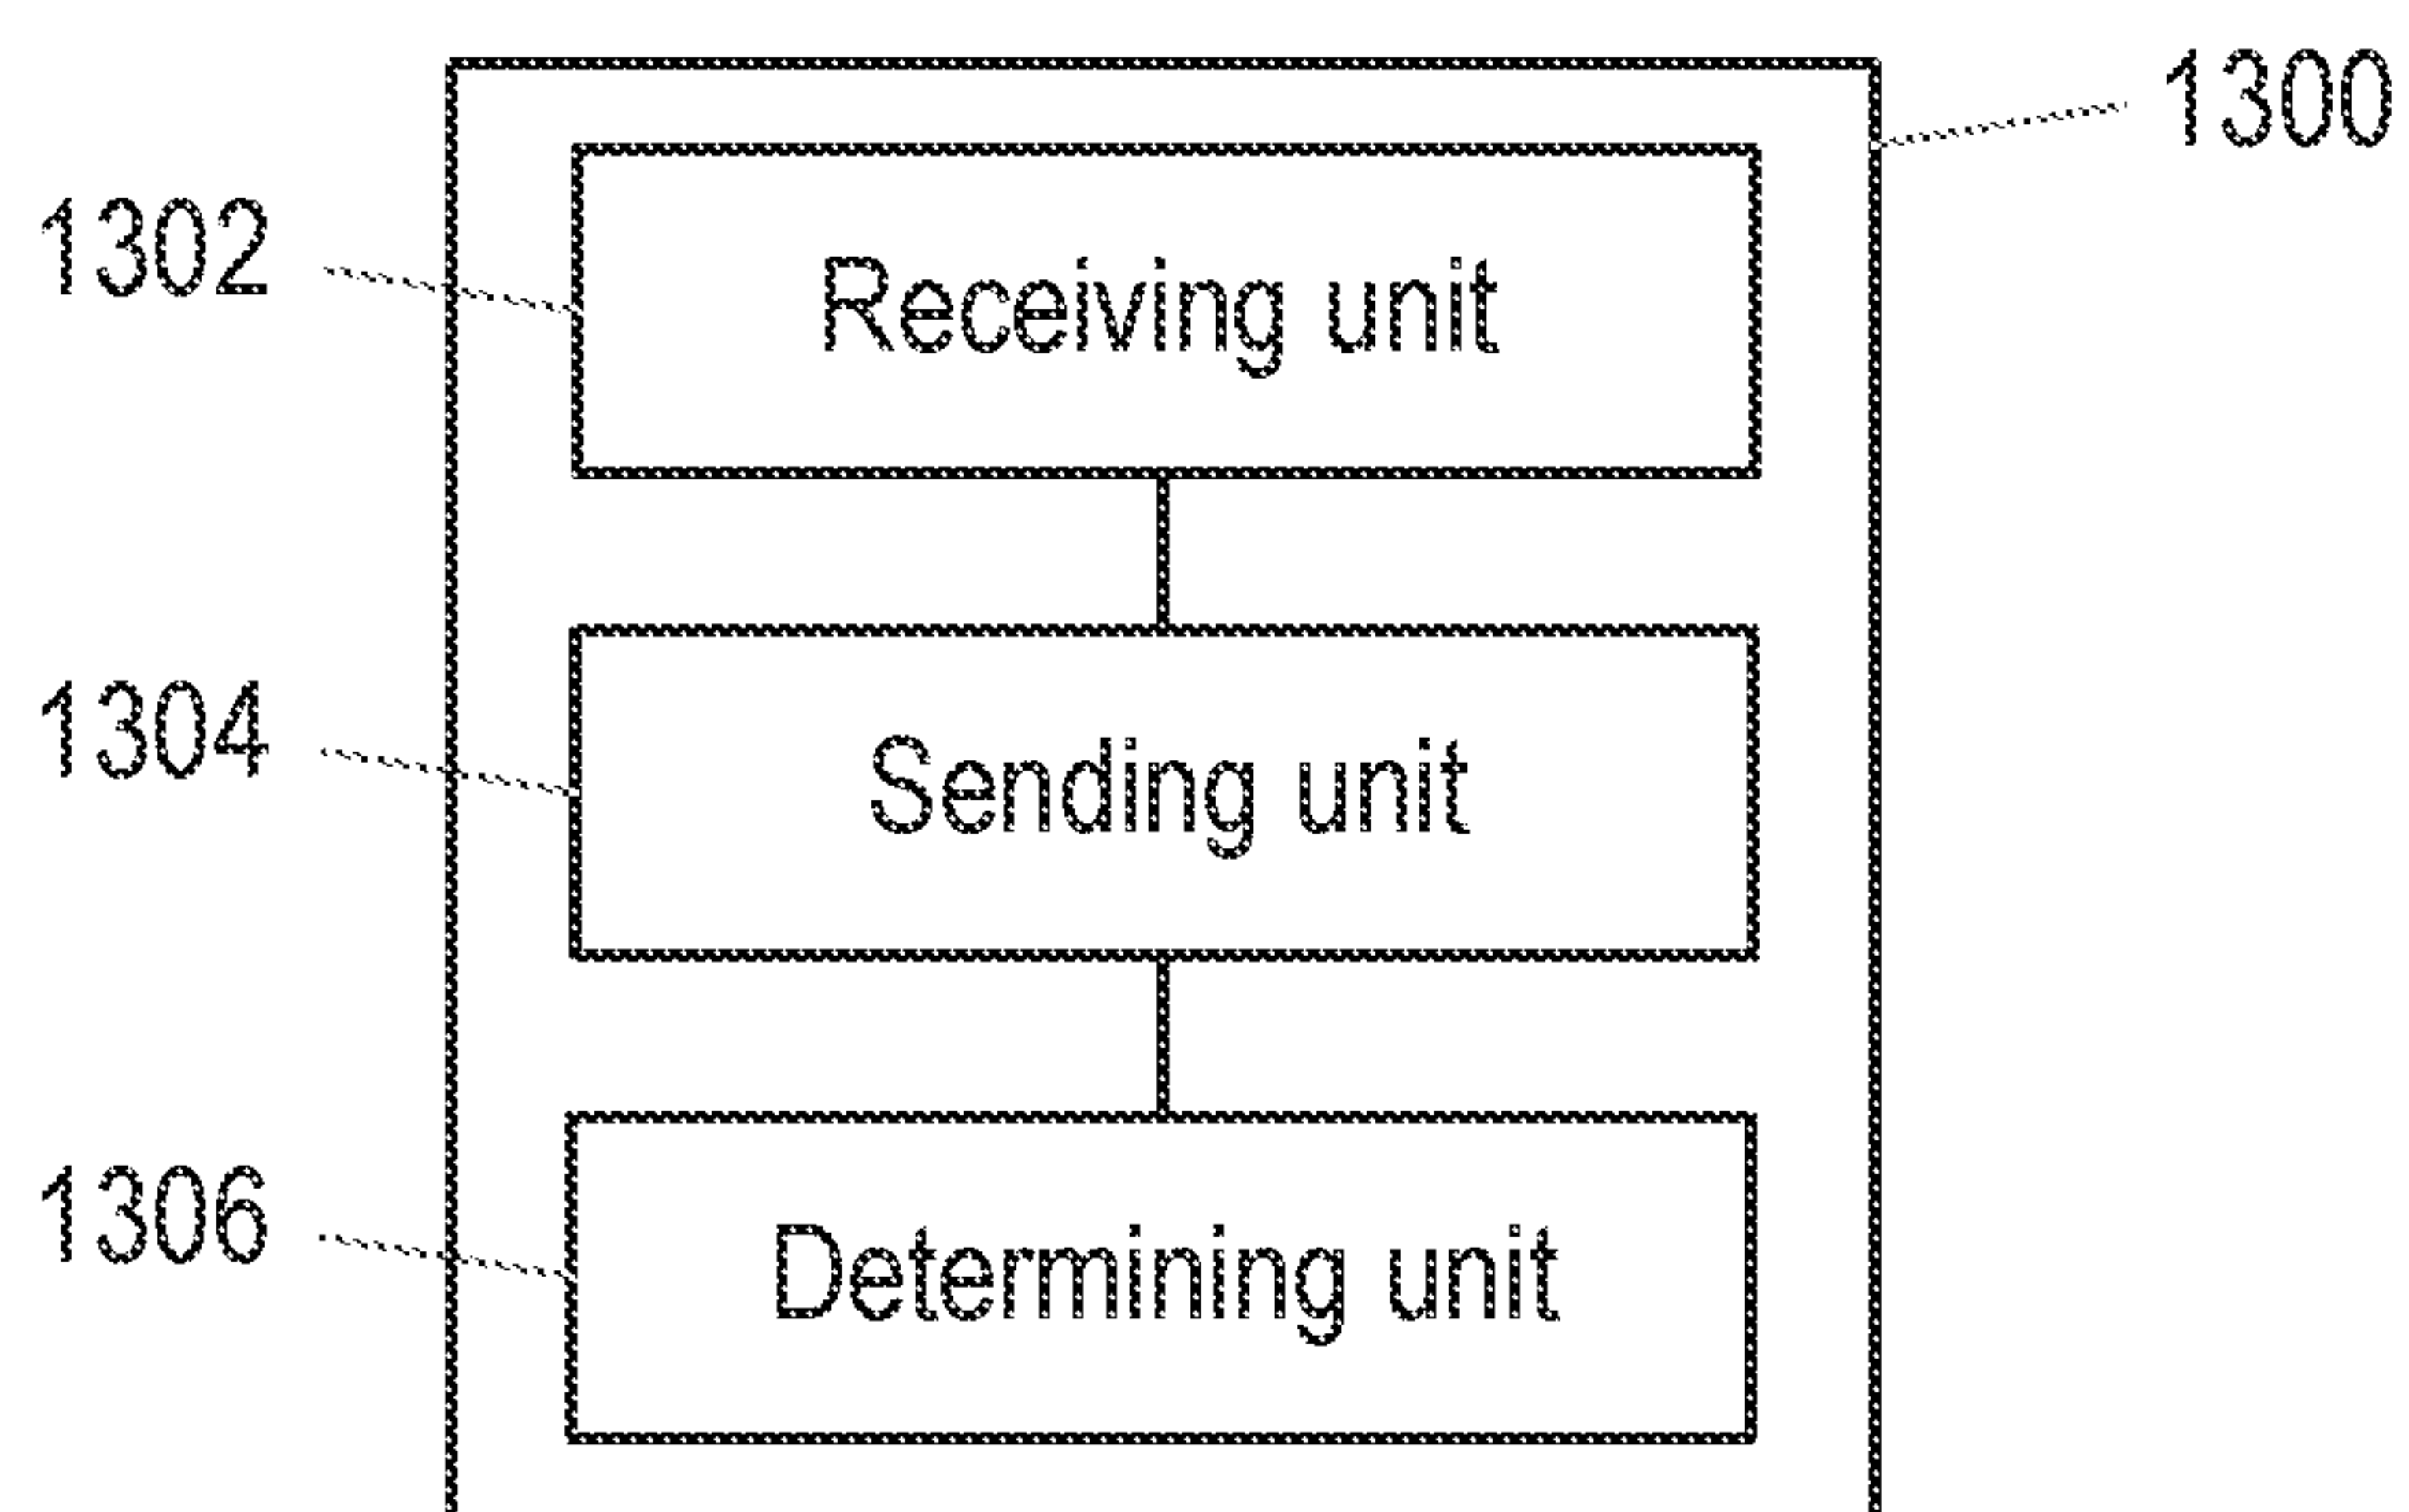 1300
1302
Receiving unit
1304
Sending unit
1306
Determining unit